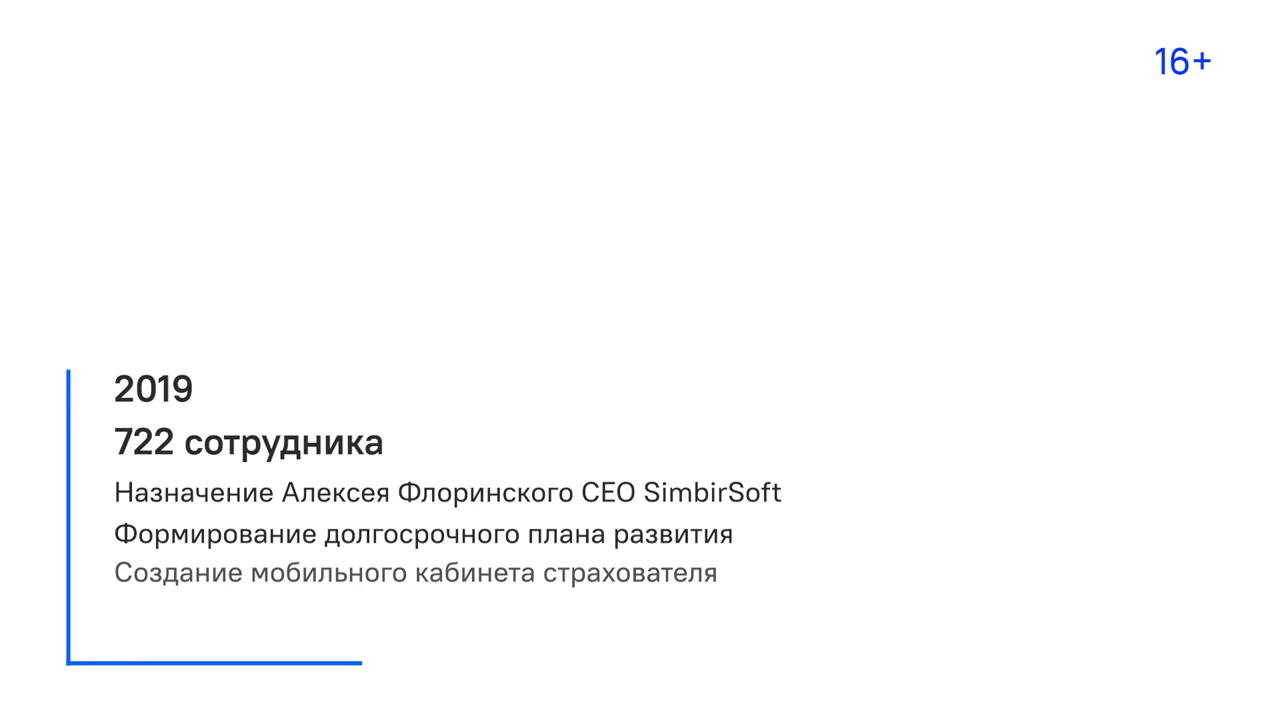 16+
2019
722 сотрудника
Назначение Алексея Флоринского CEO SimbirSoft
Формирование долгосрочного плана развития
Создание мобильного кабинета страхователя